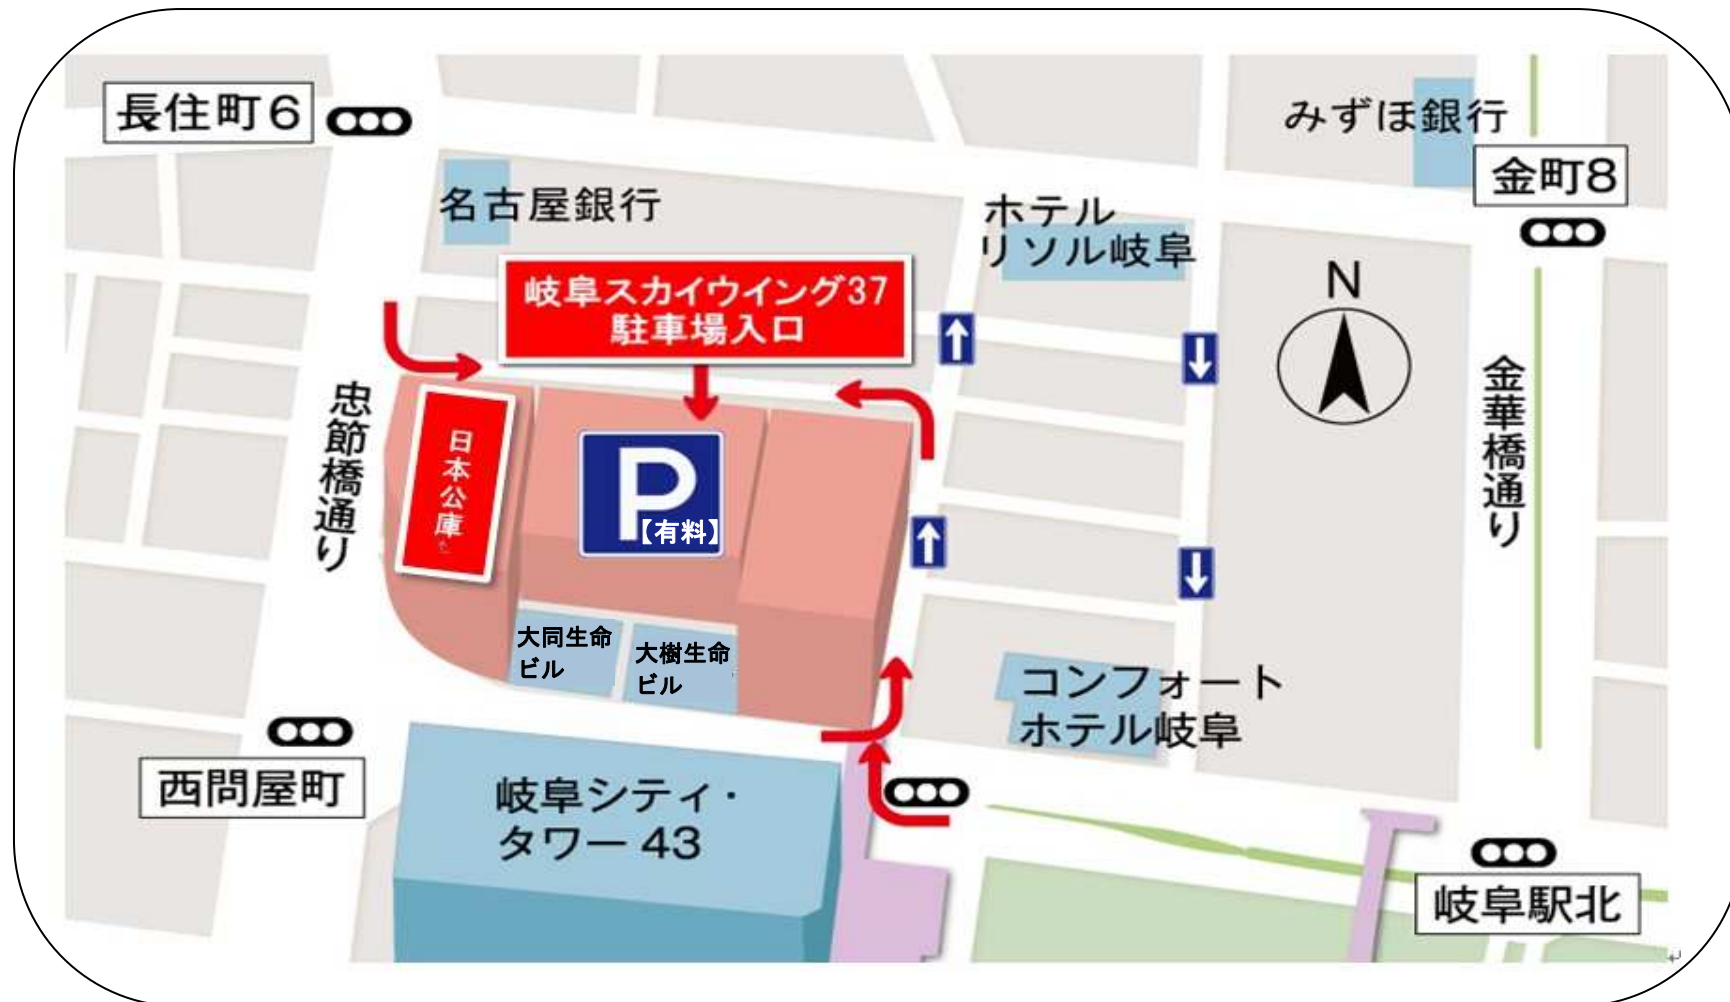 長住町6
みずほ銀行
金町8
名古屋銀行
ホテル
リソル岐阜
岐阜スカイウイング37
駐車場入口
N
忠節橋通り
日本公庫
P
【有料】
金華橋通り
大同生命
ビル
大樹生命
ビル
コンフォート
ホテル岐阜
西問屋町
岐阜シティ・
タワー43
岐阜駅北